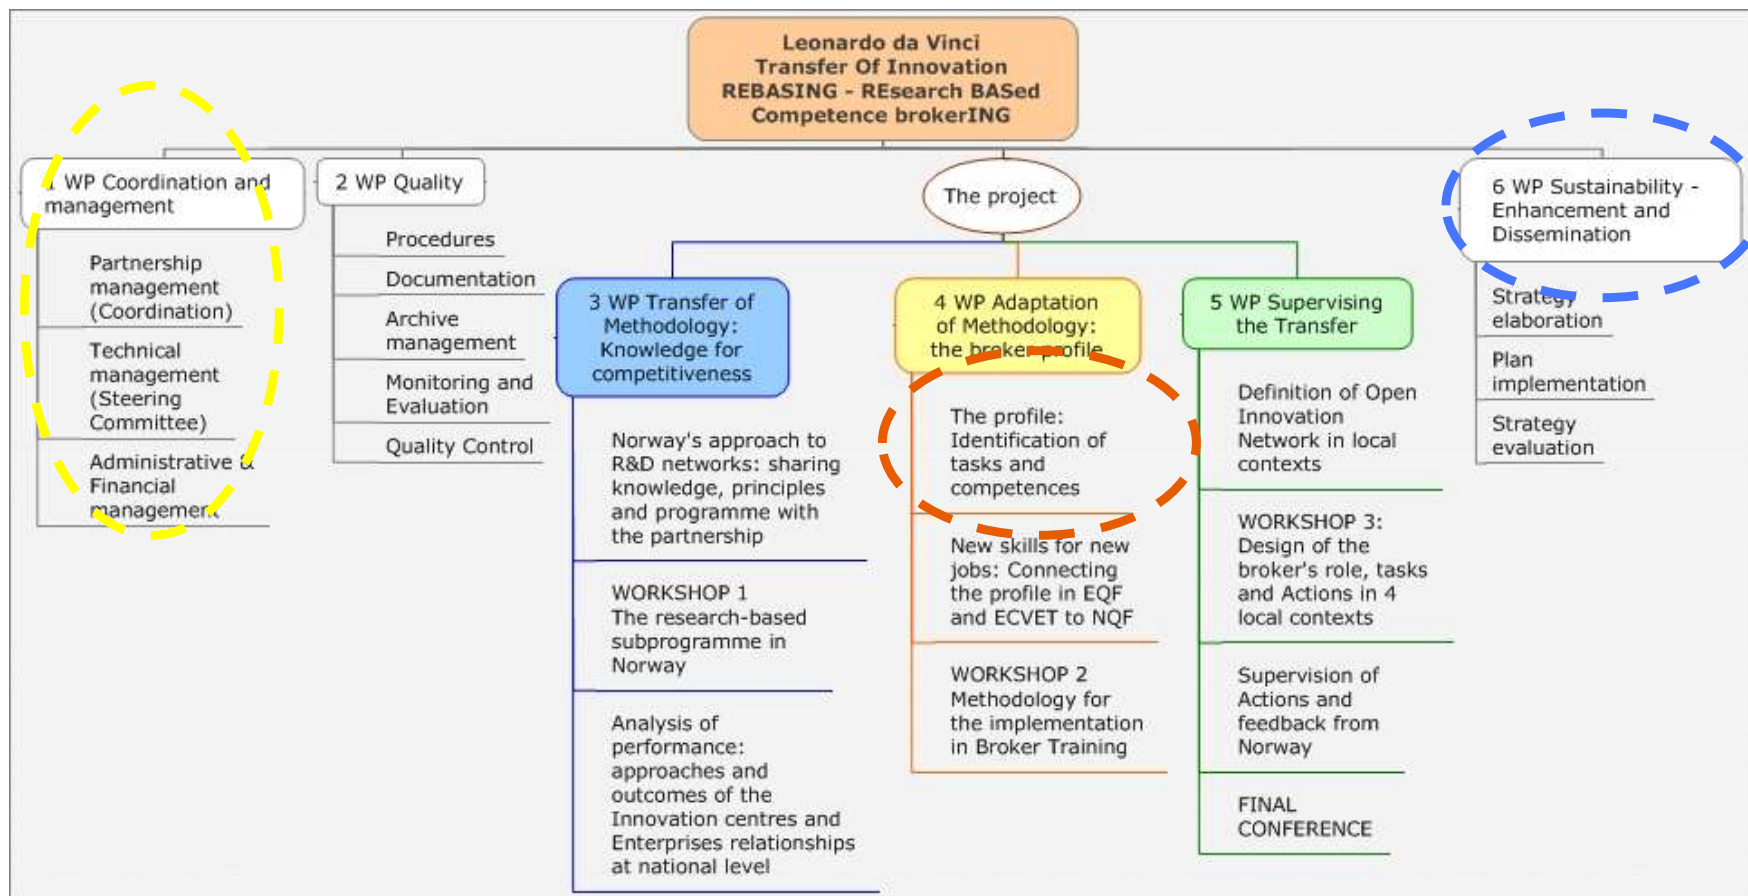 Leonardo da Vinci
Transfer Of Innovation
REBASING - REsearch BASed
Competence brokerING
1 WP Coordination and
management
Partnership
management
(Coordination)
Technical
management
(Steering
Committee)
Administrative &
Financial
management
2 WP Quality
Procedures
Documentation
Archive
management
Monitoring and
Evaluation
Quality Control
The project
3 WP Transfer of
Methodology:
Knowledge for
competitiveness
Norway's approach to
R&D networks: sharing
knowledge, principles
and programme with
the partnership
WORKSHOP 1
The research-based
subprogramme in
Norway
Analysis of
performance:
approaches and
outcomes of the
Innovation centres and
Enterprises relationships
at national level
4 WP Adaptation
of Methodology:
the broker profile
The profile:
Identification of
tasks and
competences
New skills for new
jobs: Connecting
the profile in EQF
and ECVET to NQF
WORKSHOP 2
Methodology for
the implementation
in Broker Training
5 WP Supervising
the Transfer
Definition of Open
Innovation
Network in local
contexts
WORKSHOP 3:
Design of the
broker's role, tasks
and Actions in 4
local contexts
Supervision of
Actions and
feedback from
Norway
FINAL
CONFERENCE
6 WP Sustainability -
Enhancement and
Dissemination
Strategy
elaboration
Plan
implementation
Strategy
evaluation